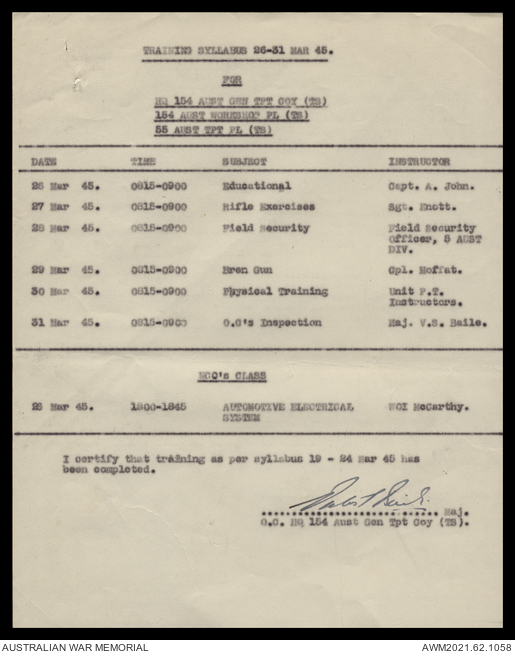 TRAINING SYLLABUS 26-31 MAR 45.
FOR
HQ 154 AUST GEN TPT COY (TS)
154 AUST WORKSHOP PL (TS)
55 AUST TPT PL (TS)
DATE TIME SUBJECT INSTRUCTOR
26 Mar 45. 0815-0900 Educational Capt. A. John.
27 Mar 45. 0815-0900 Rifle Exercises Sgt. Knott.
28 Mar 45. 0815-0900 Field Security Field Security
Officer, 5 AUST
DIV.
29 Mar 45. 0815-0900 Bren Gun Cpl. Moffat.
30 Mar 45. 0815-0900 Physical Training Unit P.T.
Instructors.
31 Mar 45. 0815-0900 O.C's Inspection Maj. V.S. Baile.
NCO's CLASS
28 Mar 45. 1800-1845 AUTOMOTIVE ELECTRICAL WOI McCarthy.
SYSTEM
I certify that training as per syllabus 19 - 24 Mar 45 has
been completed.
Maj.
O.C. HQ 154 Aust Gen Tpt Coy (TS).
AUSTRALIAN WAR MEMORIAL AWM2021.62.1058